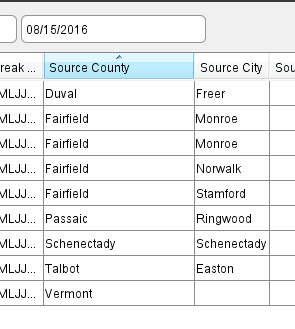 08/15/2016
reak ... Source County Source City Sou
MLJJ... Duval Freer
MLJJ... Fairfield Monroe
MLJJ... Fairfield Monroe
MLJJ... Fairfield Norwalk
MLJJ... Fairfield Stamford
MLJJ... Passaic Ringwood
MLJJ... Schenectady Schenectady
MLJJ... Talbot Easton
MLJJ... Vermont